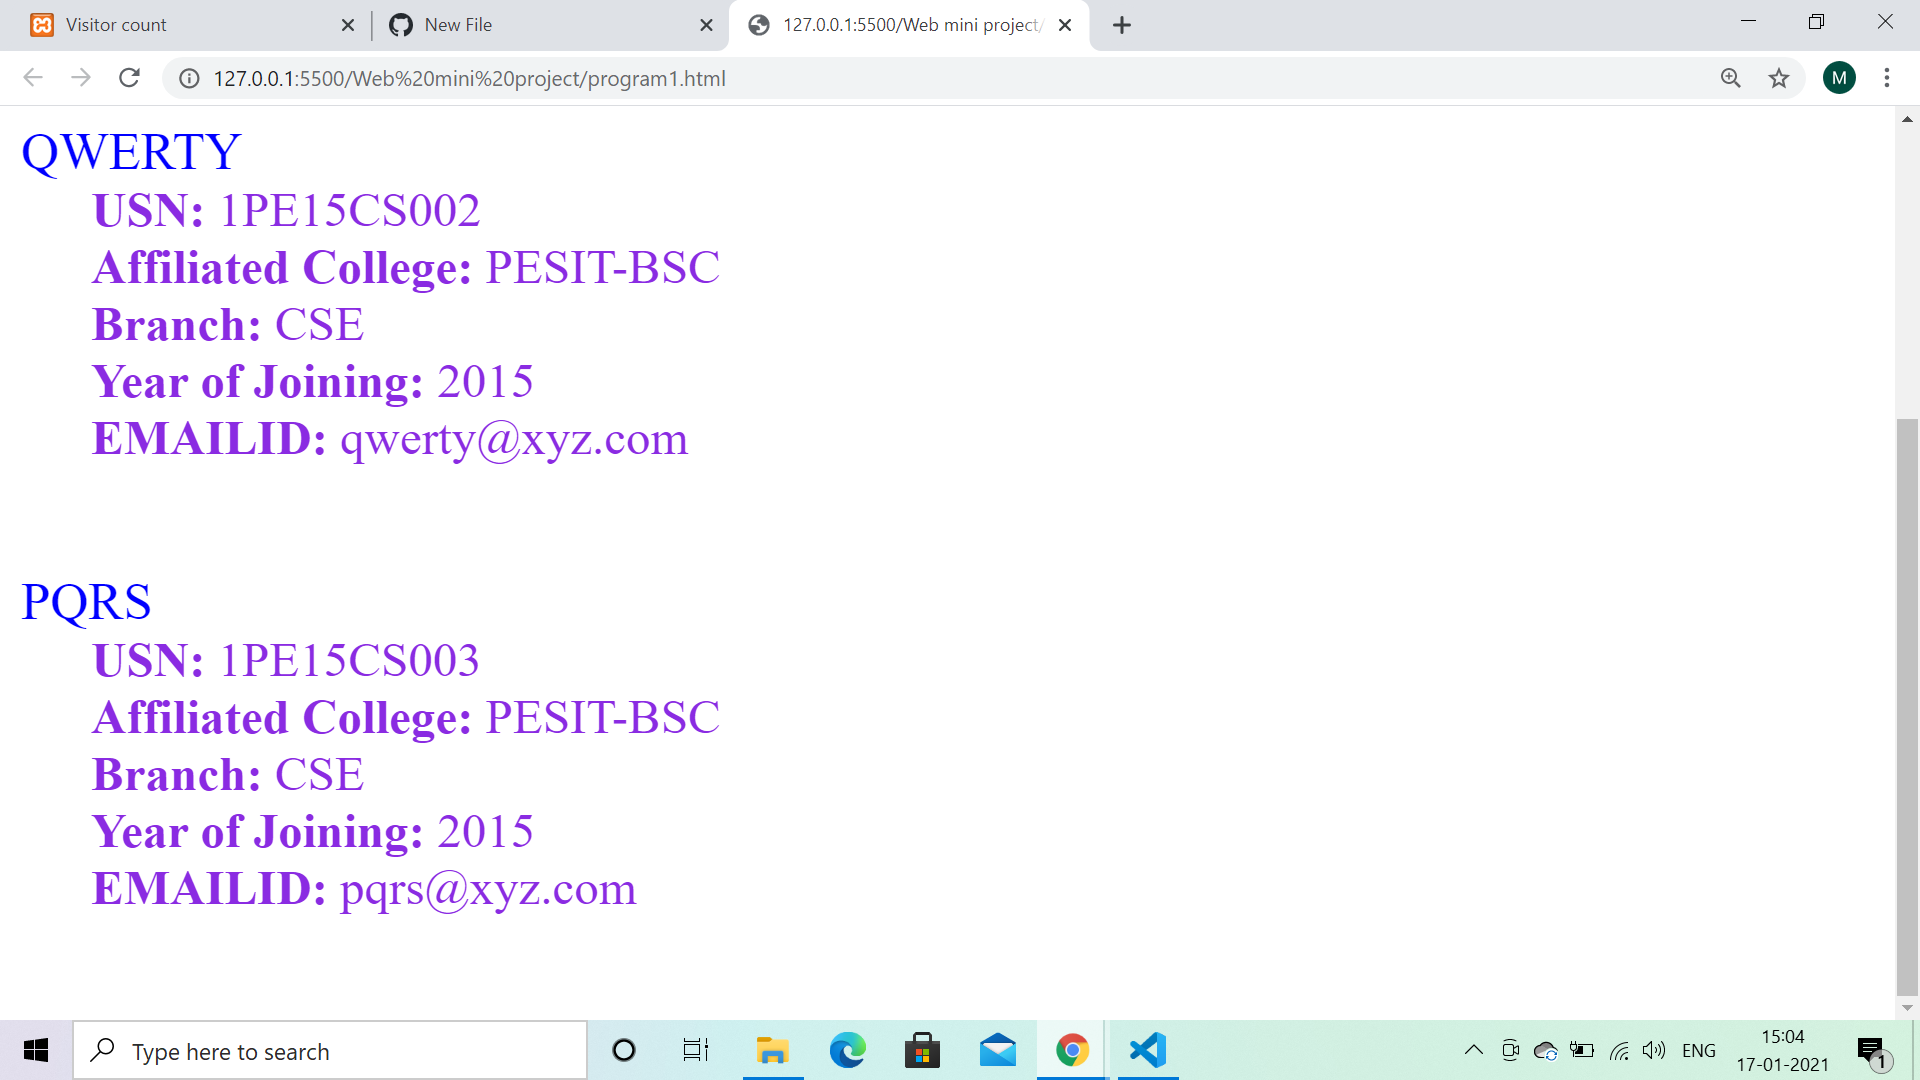 Visitor count
New File
127.0.0.1:5500/Web mini project/
127.0.0.1:5500/Web%20mini%20project/program1.html
M
QWERTY
USN: 1PE15CS002
Affiliated College: PESIT-BSC
Branch: CSE
Year of Joining: 2015
EMAILID: qwerty@xyz.com
PQRS
USN: 1PE15CS003
Affiliated College: PESIT-BSC
Branch: CSE
Year of Joining: 2015
EMAILID: pqrs@xyz.com
Type here to search
ENG
15:04
17-01-2021
1